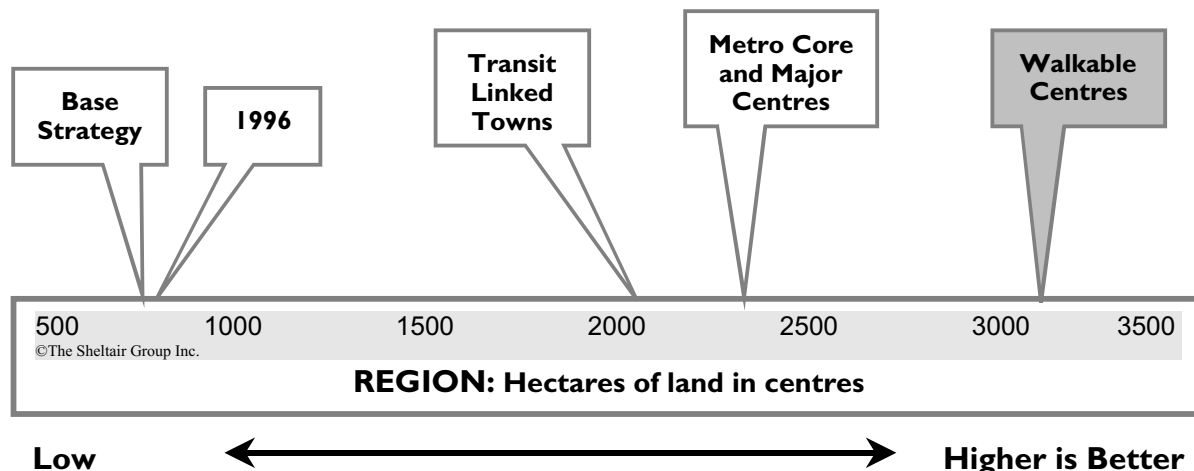 Base
Strategy
1996
Transit
Linked
Towns
Metro Core
and Major
Centres
Walkable
Centres
500 1000 1500 2000 2500 3000 3500
©The Sheltair Group Inc.
REGION: Hectares of land in centres
Low Higher is Better